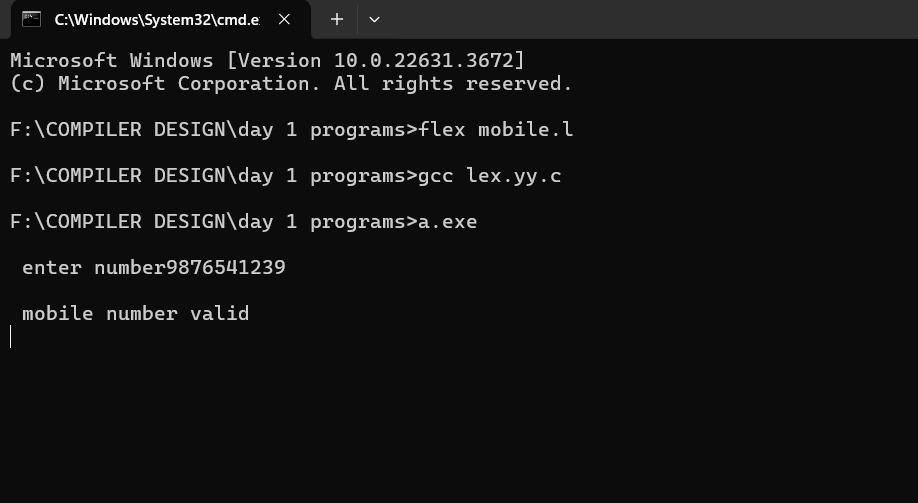 C:\Windows\System32\cmd.e
Microsoft Windows [Version 10.0.22631.3672]
(c) Microsoft Corporation. All rights reserved.
F:\COMPILER DESIGN\day 1 programs>flex mobile.l
F:\COMPILER DESIGN\day 1 programs>gcc lex.yy.c
F:\COMPILER DESIGN\day 1 programs>a.exe
enter number9876541239
mobile number valid